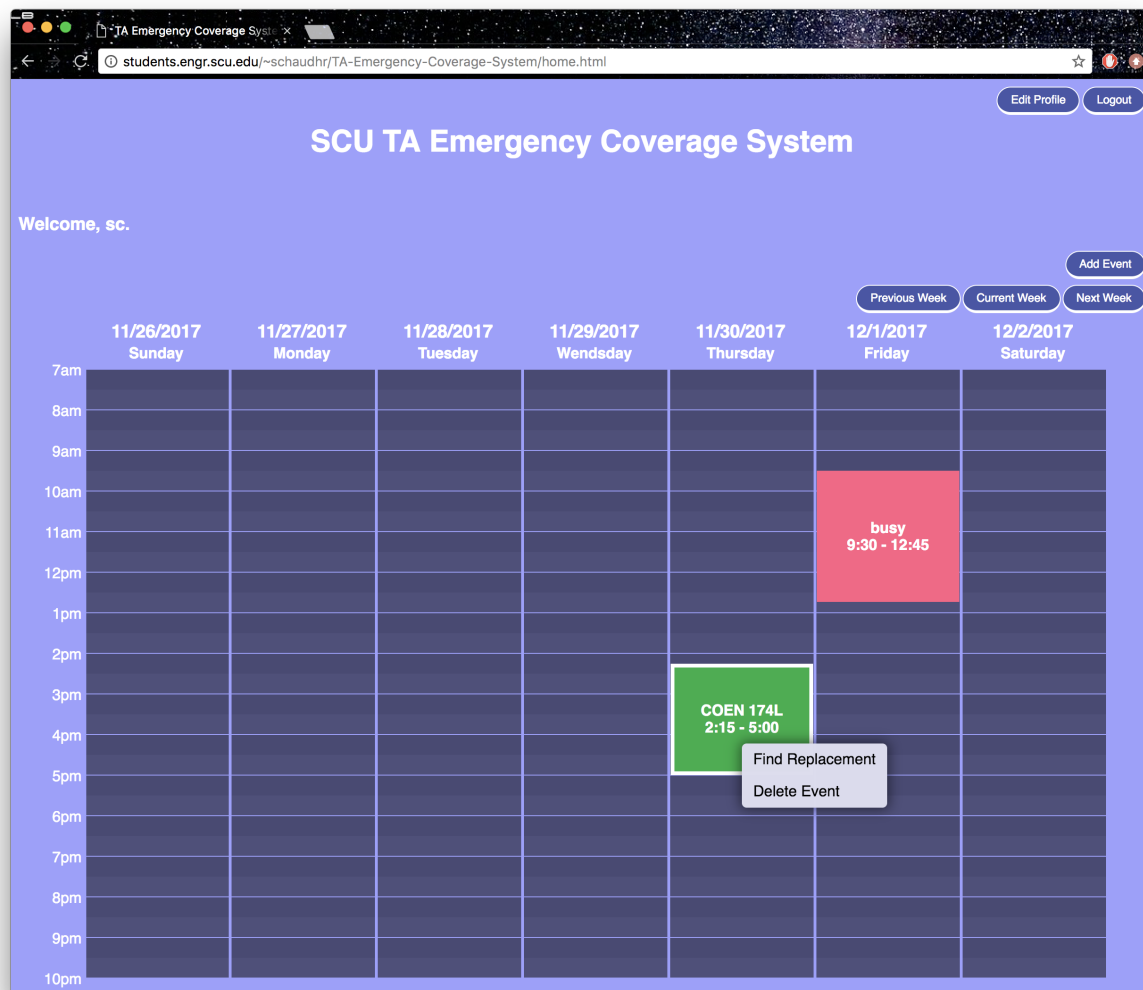 TA Emergency Coverage Syste
students.engr.scu.edu/~schaudhr/TA-Emergency-Coverage-System/home.html
Edit Profile Logout
SCU TA Emergency Coverage System
Welcome, sc.
Add Event
Previous Week Current Week Next Week
11/26/2017 11/27/2017 11/28/2017 11/29/2017 11/30/2017 12/1/2017 12/2/2017
Sunday Monday Tuesday Wendsday Thursday Friday Saturday
7am
8am
9am
10am
11am
busy
9:30 - 12:45
12pm
1pm
2pm
3pm
COEN 174L
2:15 - 5:00
4pm
Find Replacement
5pm
Delete Event
6pm
7pm
8pm
9pm
10pm